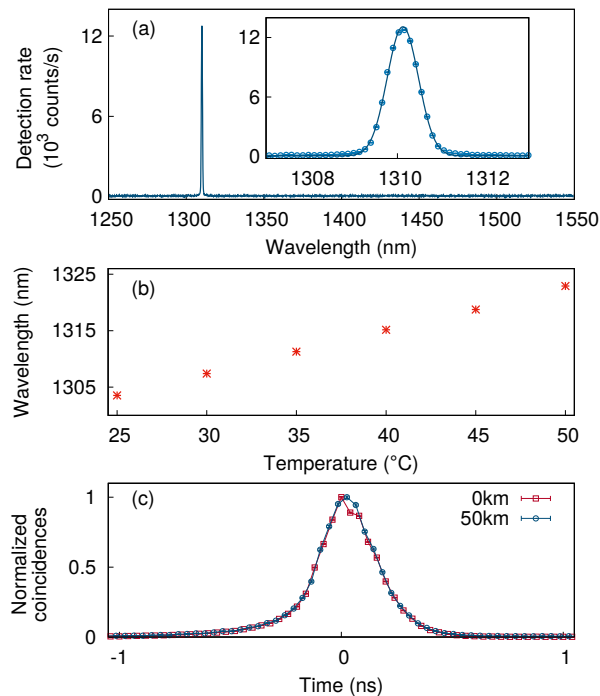 (a)
Detection rate
(10³ counts/s)
12
6
0
12
6
0
1308 1310 1312
1250 1300 1350 1400 1450 1500 1550
Wavelength (nm)
(b)
Wavelength (nm)
1325
1315
1305
25 30 35 40 45 50
Temperature (°C)
(c)
Normalized
coincidences
1
0.5
0
0km
50km
-1 0 1
Time (ns)